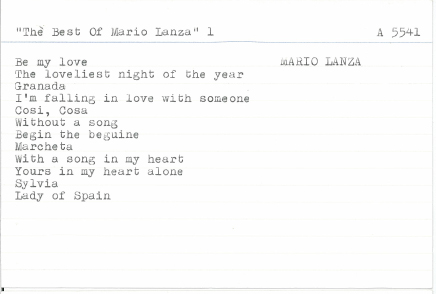 "The Best Of Mario Lanza" 1 A 5541
Be my love MARIO LANZA
The loveliest night of the year
Granada
I'm falling in love with someone
Cosi, Cosa
Without a song
Begin the beguine
Marcheta
With a song in my heart
Yours in my heart alone
Sylvia
Lady of Spain